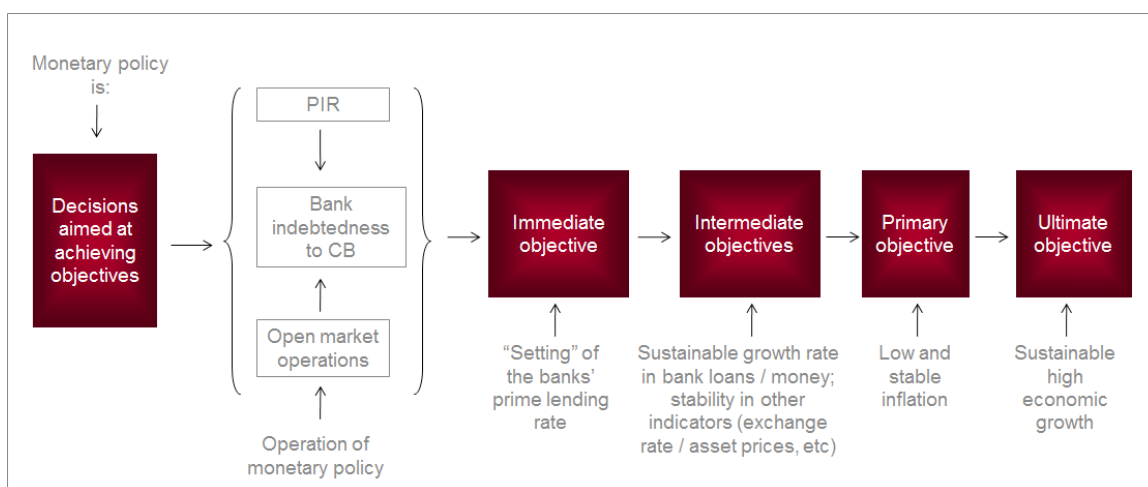 Monetary policy
is:
Decisions
aimed at
achieving
objectives
PIR
Bank
indebtedness
to CB
Open market
operations
Operation of
monetary policy
Immediate
objective
“Setting” of
the banks’
prime lending
rate
Intermediate
objectives
Sustainable growth rate
in bank loans / money;
stability in other
indicators (exchange
rate / asset prices, etc)
Primary
objective
Low and
stable
inflation
Ultimate
objective
Sustainable
high
economic
growth